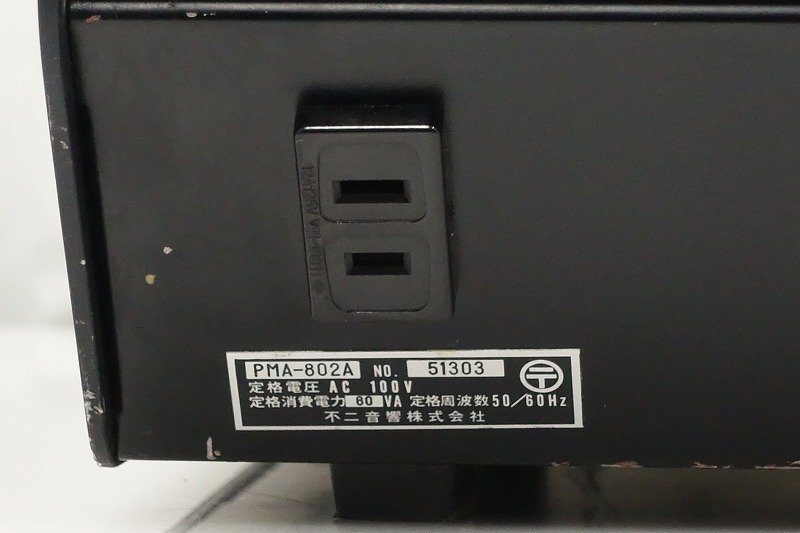 PMA-802A NO. 51303
定格電圧 AC 100V
定格消費電力 60 VA 定格周波数 50/60Hz
不二音響株式会社